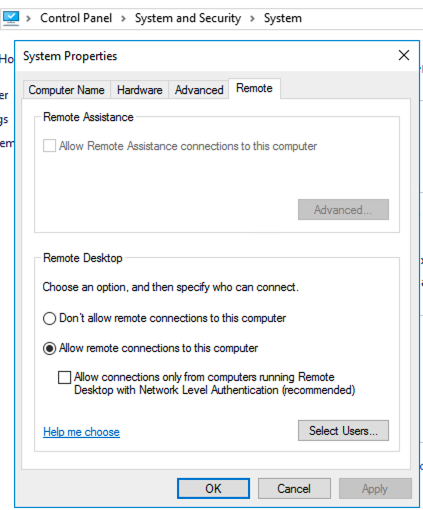 Control Panel > System and Security > System
Ho
System Properties
er
Computer Name Hardware Advanced Remote
gs
Remote Assistance
em
Allow Remote Assistance connections to this computer
Advanced...
Remote Desktop
Choose an option, and then specify who can connect.
Don't allow remote connections to this computer
Allow remote connections to this computer
Allow connections only from computers running Remote
Desktop with Network Level Authentication (recommended)
Help me choose
Select Users...
OK Cancel Apply